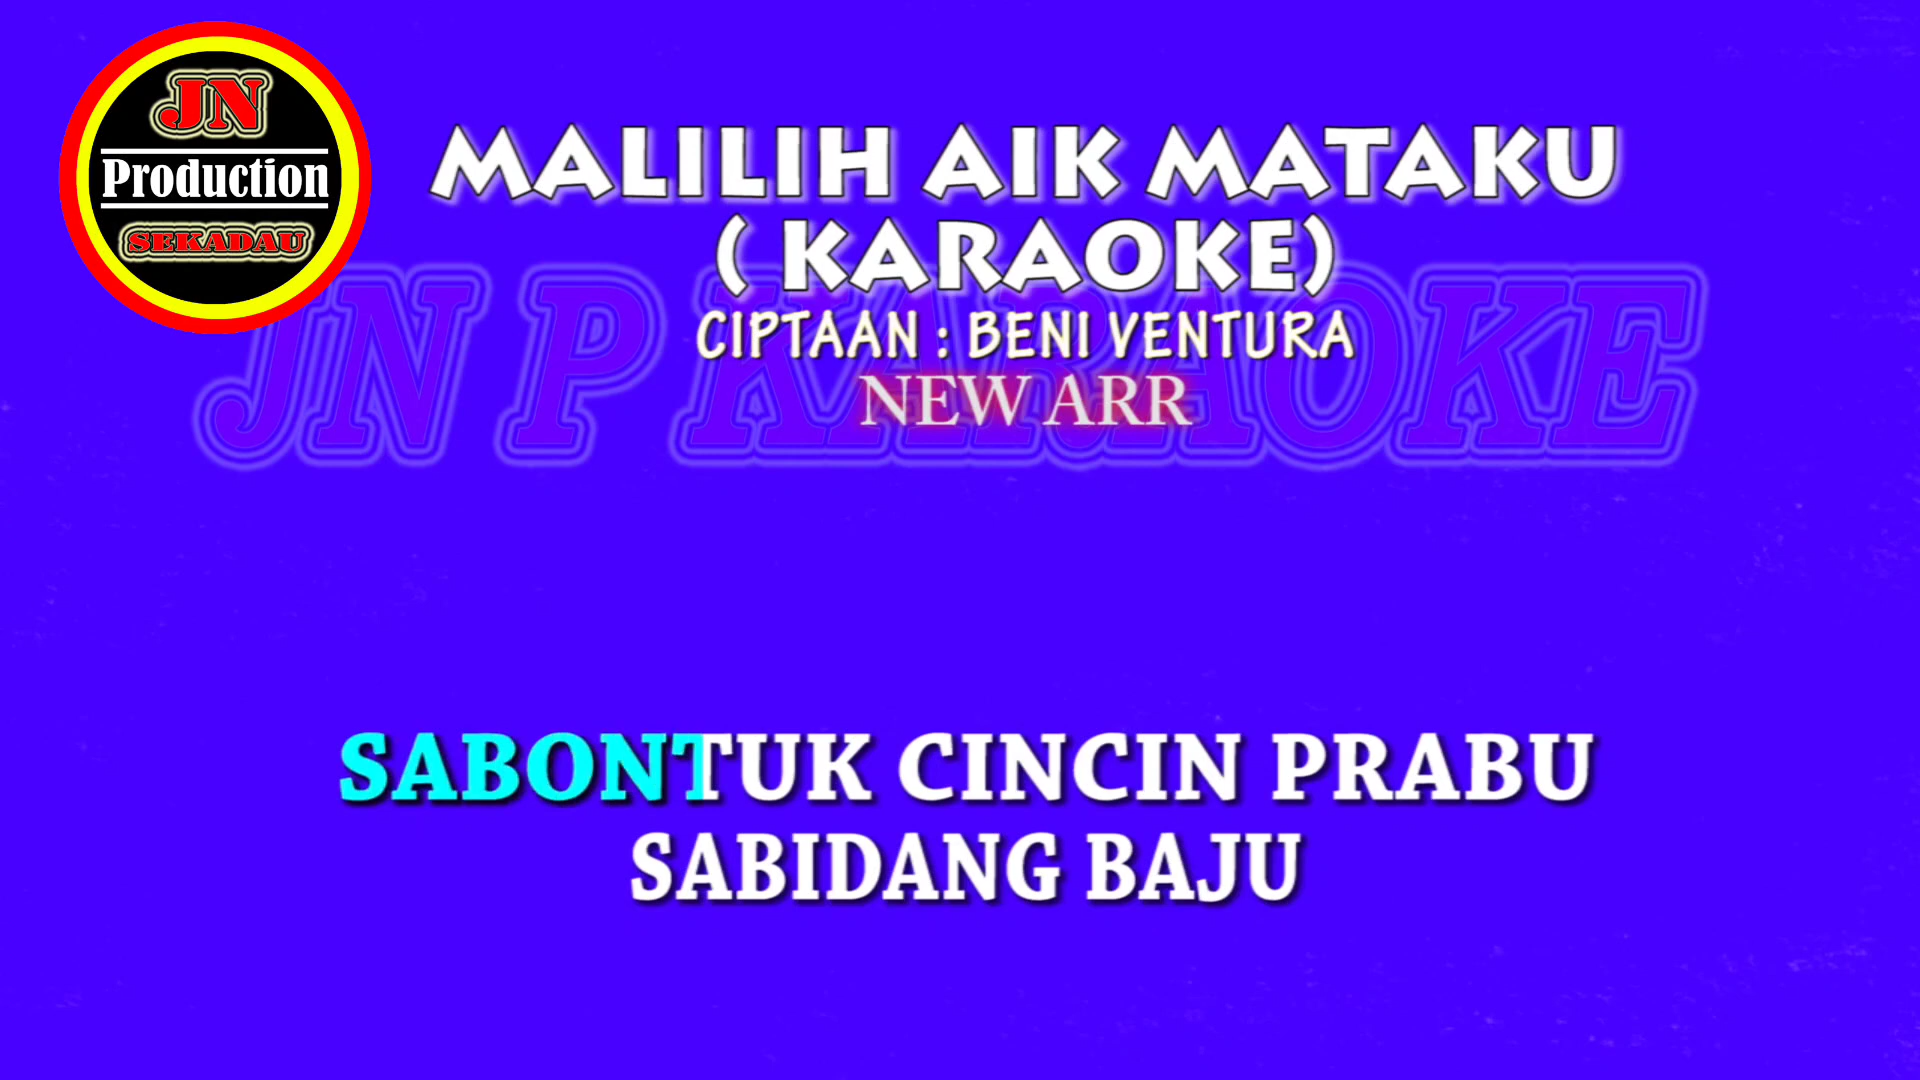 JN
Production
SEKADAU
MALILIH AIK MATAKU
( KARAOKE)
CIPTAAN : BENI VENTURA
NEW ARR
JN P KARAOKE
SABONTUK CINCIN PRABU
SABIDANG BAJU